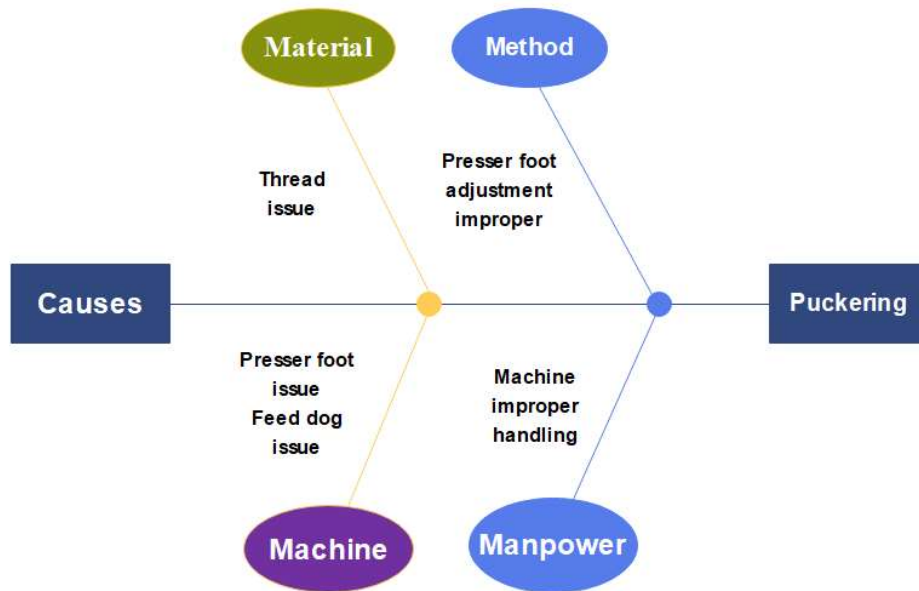 Material
Method
Thread
issue
Presser foot
adjustment
improper
Causes
Puckering
Presser foot
issue
Feed dog
issue
Machine
improper
handling
Machine
Manpower